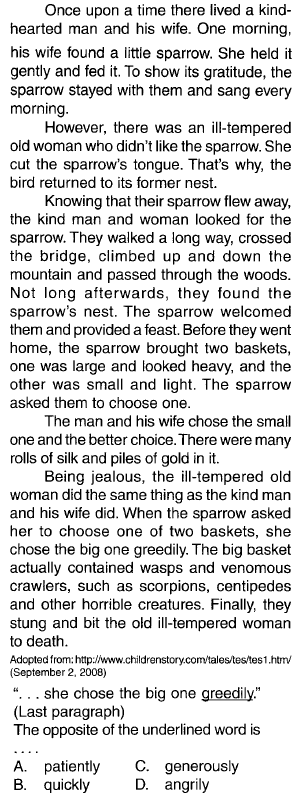 Once upon a time there lived a kind-
hearted man and his wife. One morning,
his wife found a little sparrow. She held it
gently and fed it. To show its gratitude, the
sparrow stayed with them and sang every
morning.
However, there was an ill-tempered
old woman who didn't like the sparrow. She
cut the sparrow's tongue. That's why, the
bird returned to its former nest.
Knowing that their sparrow flew away,
the kind man and woman looked for the
sparrow. They walked a long way, crossed
the bridge, climbed up and down the
mountain and passed through the woods.
Not long afterwards, they found the
sparrow's nest. The sparrow welcomed
them and provided a feast. Before they went
home, the sparrow brought two baskets,
one was large and looked heavy, and the
other was small and light. The sparrow
asked them to choose one.
The man and his wife chose the small
one and the better choice. There were many
rolls of silk and piles of gold in it.
Being jealous, the ill-tempered old
woman did the same thing as the kind man
and his wife did. When the sparrow asked
her to choose one of two baskets, she
chose the big one greedily. The big basket
actually contained wasps and venomous
crawlers, such as scorpions, centipedes
and other horrible creatures. Finally, they
stung and bit the old ill-tempered woman
to death.
Adopted from: http://www.childrenstory.com/tales/tes/tes1.htm/
(September 2, 2008)
". . . she chose the big one greedily."
(Last paragraph)
The opposite of the underlined word is
. . . .
A. patiently C. generously
B. quickly D. angrily